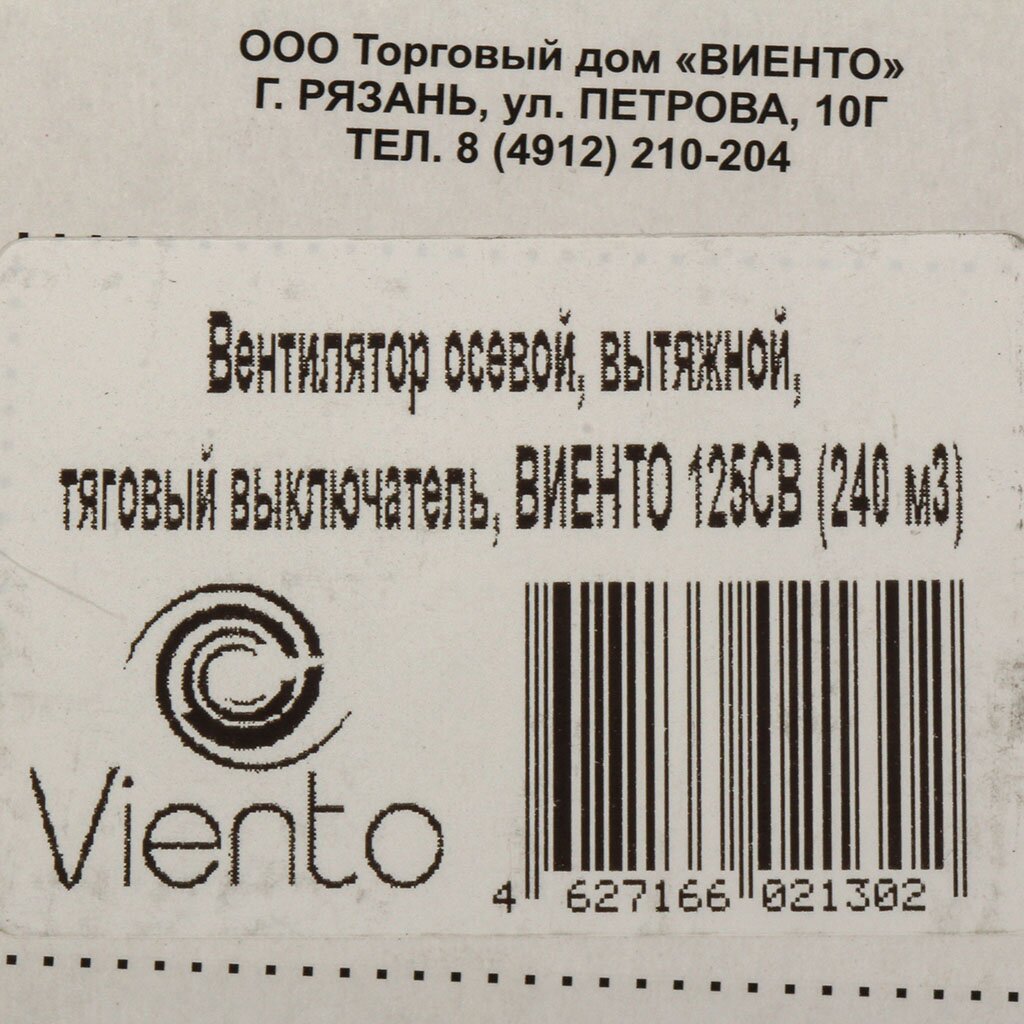 ООО Торговый дом «ВИЕНТО»
Г. РЯЗАНЬ, ул. ПЕТРОВА, 10Г
ТЕЛ. 8 (4912) 210-204
Вентилятор осевой, вытяжной,
тяговый выключатель, ВИЕНТО 125СВ (240 м3)
Viento
4 627166 021302